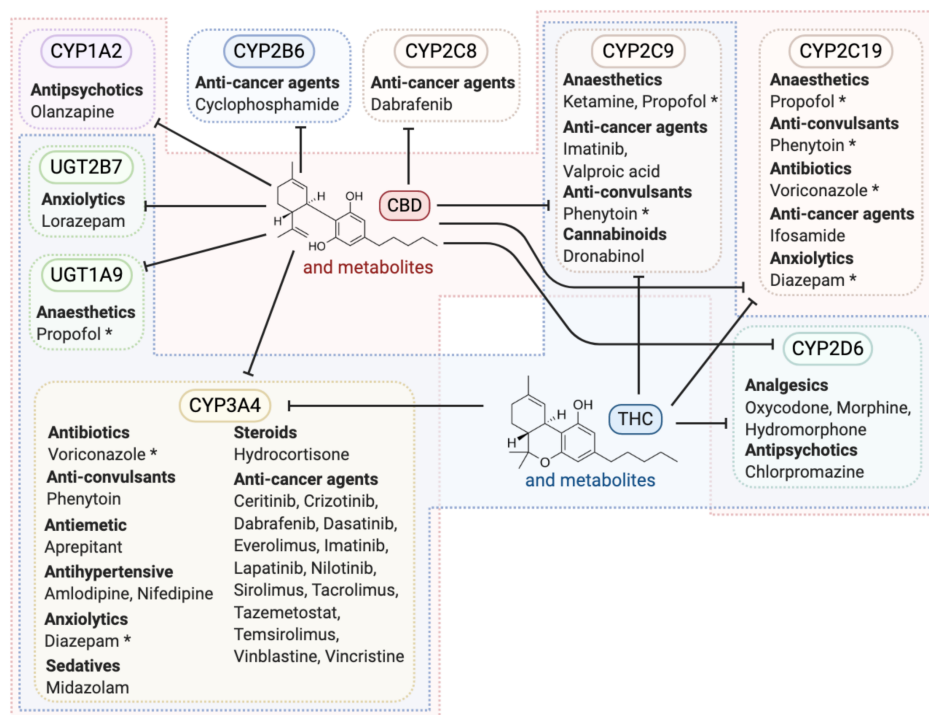 CYP1A2
Antipsychotics
Olanzapine
CYP2B6
Anti-cancer agents
Cyclophosphamide
CYP2C8
Anti-cancer agents
Dabrafenib
CYP2C9
Anaesthetics
Ketamine, Propofol *
Anti-cancer agents
Imatinib,
Valproic acid
Anti-convulsants
Phenytoin *
Cannabinoids
Dronabinol
CYP2C19
Anaesthetics
Propofol *
Anti-convulsants
Phenytoin *
Antibiotics
Voriconazole *
Anti-cancer agents
Ifosamide
Anxiolytics
Diazepam *
UGT2B7
Anxiolytics
Lorazepam
UGT1A9
Anaesthetics
Propofol *
H
H
OH
HO
CBD
and metabolites
CYP2D6
Analgesics
Oxycodone, Morphine,
Hydromorphone
Antipsychotics
Chlorpromazine
H
H
OH
O
THC
and metabolites
CYP3A4
Antibiotics
Voriconazole *
Anti-convulsants
Phenytoin
Antiemetic
Aprepitant
Antihypertensive
Amlodipine, Nifedipine
Anxiolytics
Diazepam *
Sedatives
Midazolam
Steroids
Hydrocortisone
Anti-cancer agents
Ceritinib, Crizotinib,
Dabrafenib, Dasatinib,
Everolimus, Imatinib,
Lapatinib, Nilotinib,
Sirolimus, Tacrolimus,
Tazemetostat,
Temsirolimus,
Vinblastine, Vincristine